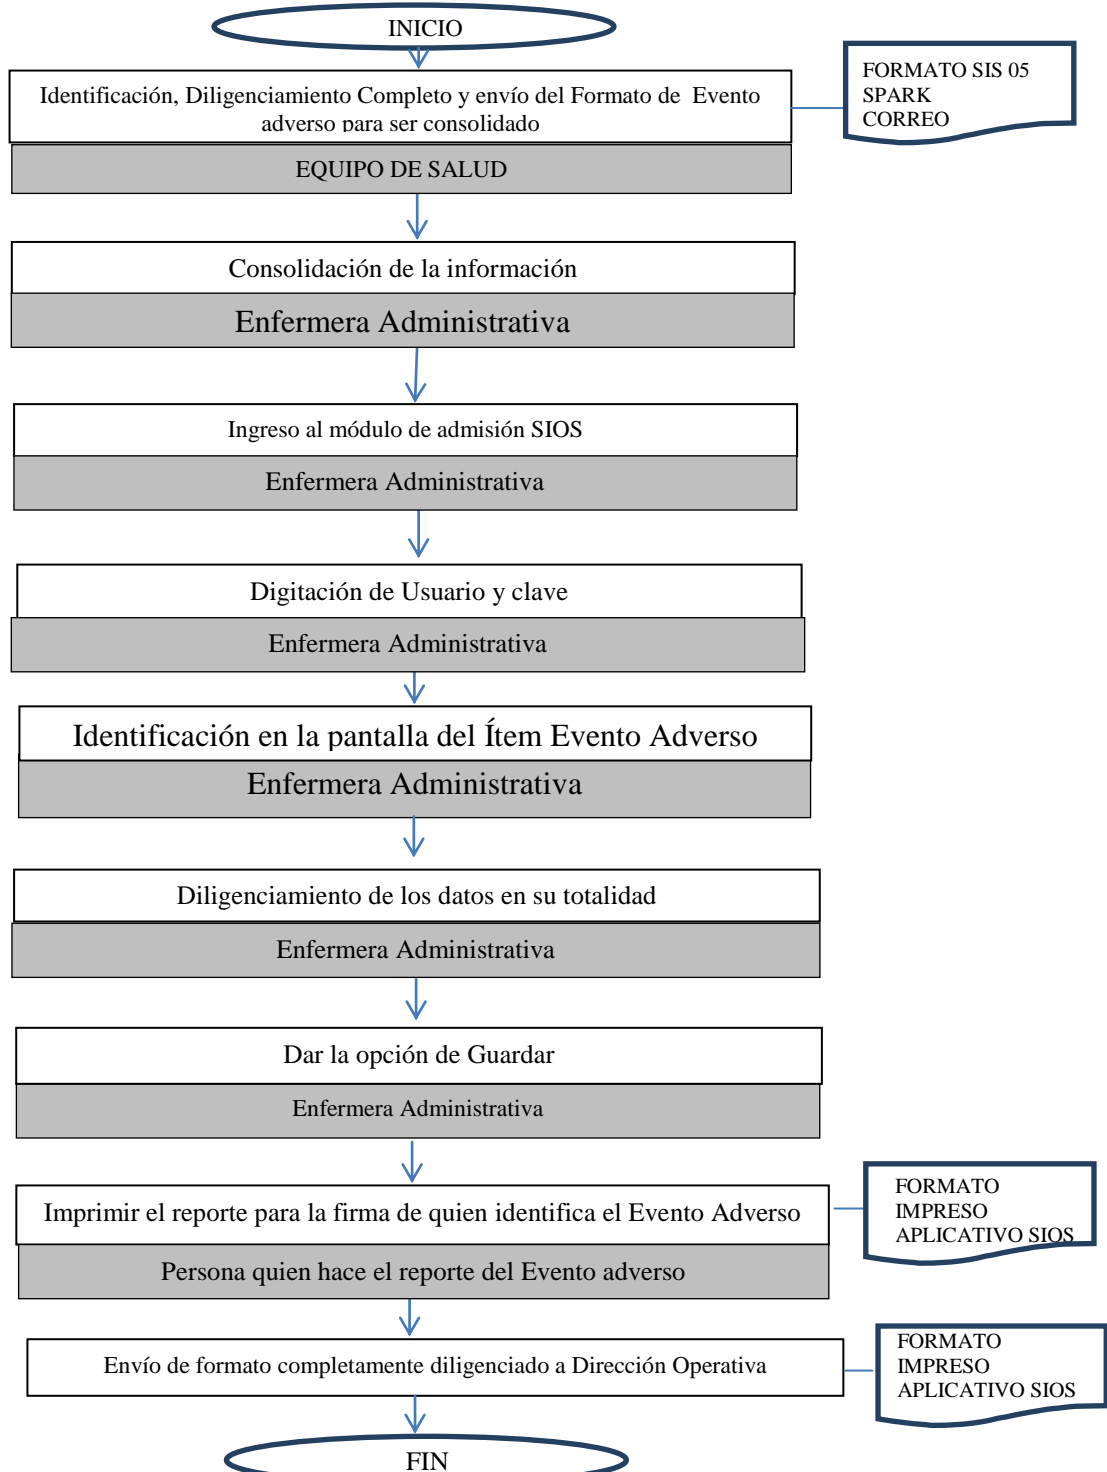 INICIO
FORMATO SIS 05
SPARK
CORREO
Identificación, Diligenciamiento Completo y envío del Formato de Evento
adverso para ser consolidado
EQUIPO DE SALUD
Consolidación de la información
Enfermera Administrativa
Ingreso al módulo de admisión SIOS
Enfermera Administrativa
Digitación de Usuario y clave
Enfermera Administrativa
Identificación en la pantalla del Ítem Evento Adverso
Enfermera Administrativa
Diligenciamiento de los datos en su totalidad
Enfermera Administrativa
Dar la opción de Guardar
Enfermera Administrativa
Imprimir el reporte para la firma de quien identifica el Evento Adverso
FORMATO
IMPRESO
APLICATIVO SIOS
Persona quien hace el reporte del Evento adverso
Envío de formato completamente diligenciado a Dirección Operativa
FORMATO
IMPRESO
APLICATIVO SIOS
FIN